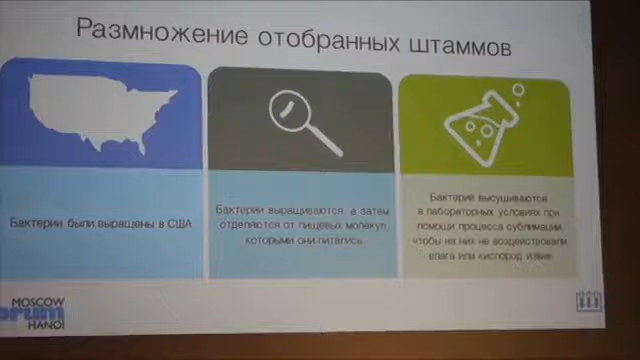 Размножение отобранных штаммов
Бактерии были выращены в США
Бактерии выращиваются, а затем
отделяются от пищевых молекул,
которыми они питались.
Бактерий высушиваются
в лабораторных условиях при
помощи процесса сублимации,
чтобы на них не воздействовали
влага или кислород извне.
MOSCOW
HANOI